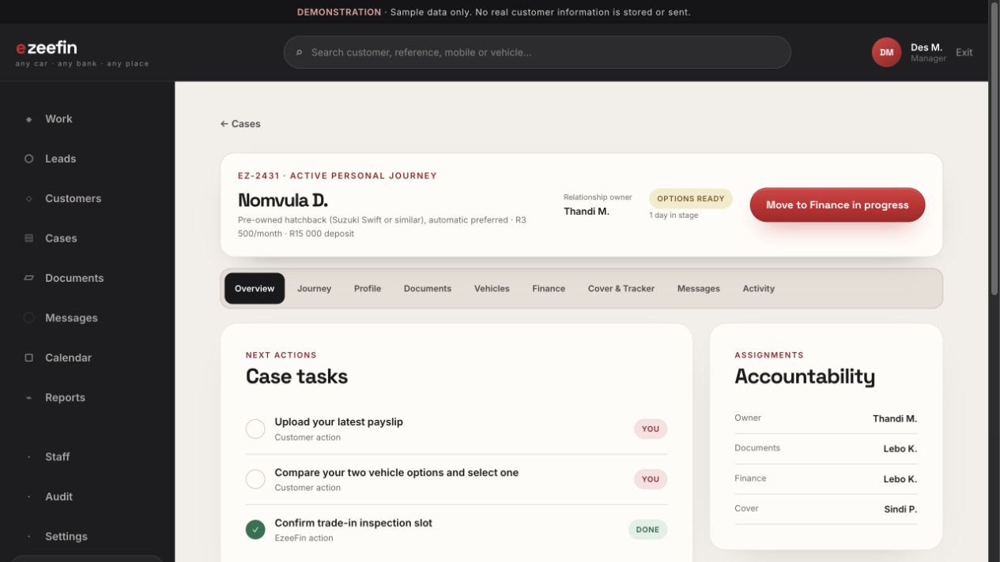 DEMONSTRATION · Sample data only. No real customer information is stored or sent.
ezeefin
any car · any bank · any place
Search customer, reference, mobile or vehicle...
DM
Des M.
Manager
Exit
Work
Leads
Customers
Cases
Documents
Messages
Calendar
Reports
Staff
Audit
Settings
← Cases
EZ-2431 · ACTIVE PERSONAL JOURNEY
Nomvula D.
Pre-owned hatchback (Suzuki Swift or similar), automatic preferred · R3
500/month · R15 000 deposit
Relationship owner
Thandi M.
OPTIONS READY
1 day in stage
Move to Finance in progress
Overview Journey Profile Documents Vehicles Finance Cover & Tracker Messages Activity
NEXT ACTIONS
Case tasks
Upload your latest payslip
Customer action
YOU
Compare your two vehicle options and select one
Customer action
YOU
Confirm trade-in inspection slot
EzeeFin action
DONE
ASSIGNMENTS
Accountability
Owner Thandi M.
Documents Lebo K.
Finance Lebo K.
Cover Sindi P.